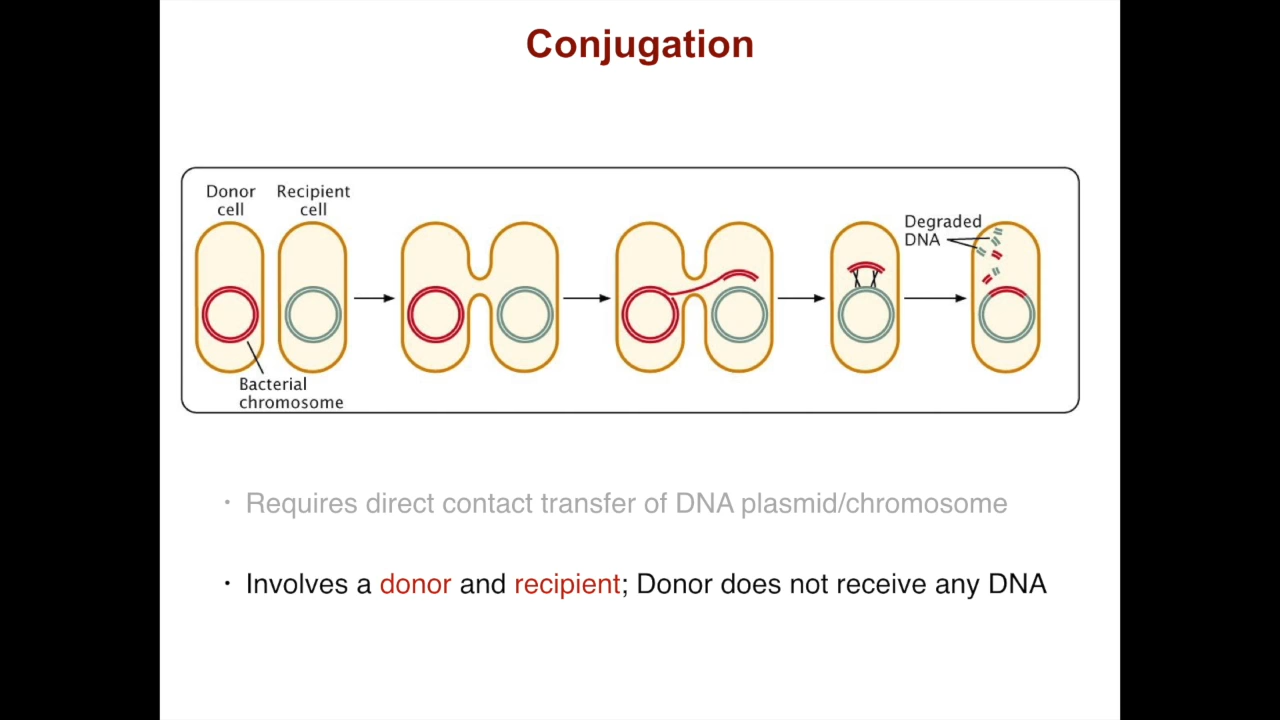 Conjugation
Donor
cell
Recipient
cell
Bacterial
chromosome
Degraded
DNA
· Requires direct contact transfer of DNA plasmid/chromosome
· Involves a donor and recipient; Donor does not receive any DNA